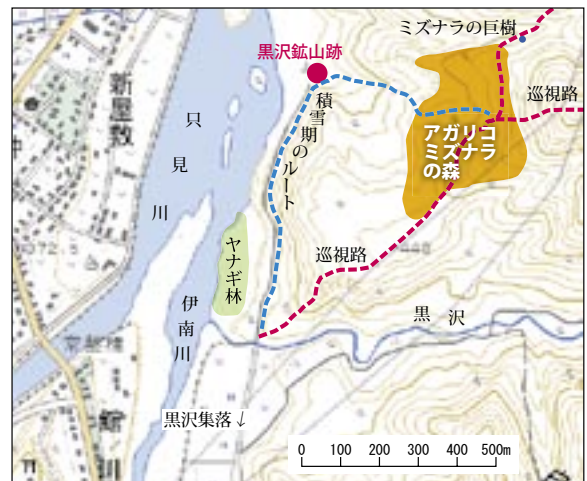 ミズナラの巨樹
黒沢鉱山跡
巡視路
新屋敷
只見川
積雪期のルート
アガリコ
ミズナラ
の森
ヤナギ林
巡視路
448
伊南川
黒沢
黒沢集落↓
0 100 200 300 400 500m